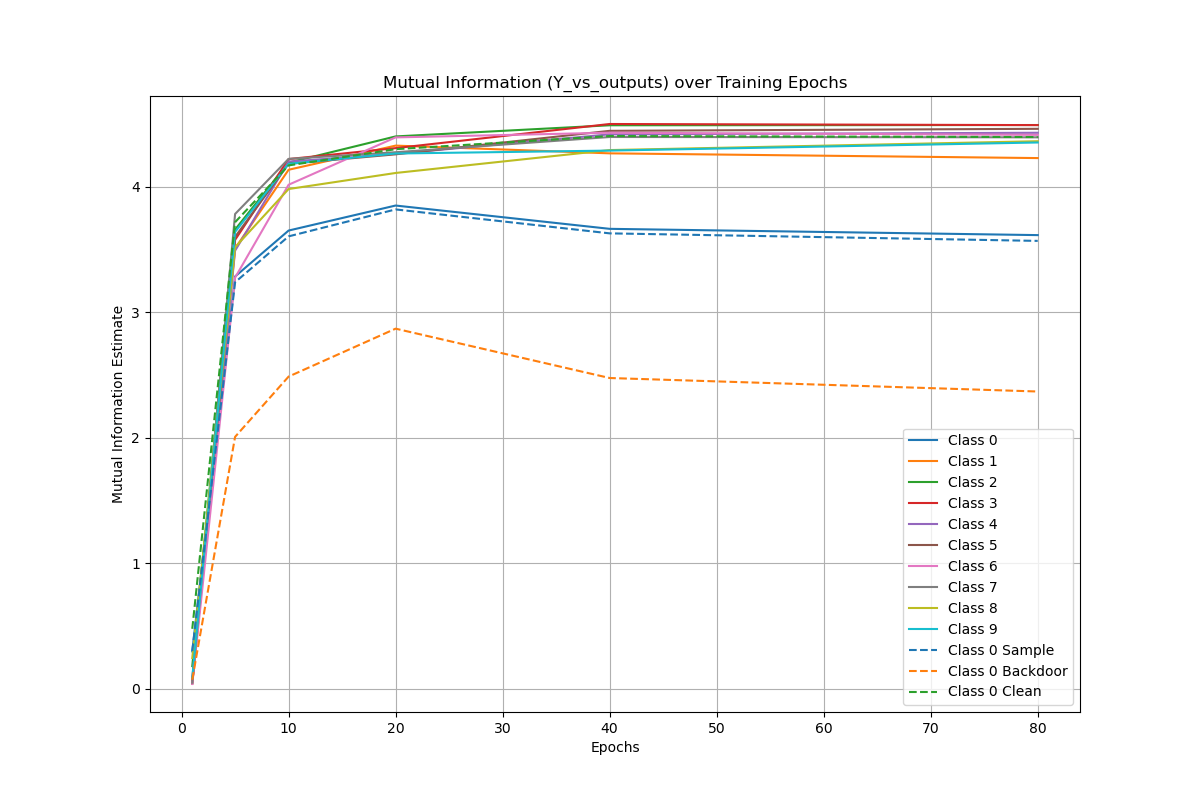 Mutual Information (Y_vs_outputs) over Training Epochs
Mutual Information Estimate
4
3
2
1
0
0 10 20 30 40 50 60 70 80
Epochs
Class 0
Class 1
Class 2
Class 3
Class 4
Class 5
Class 6
Class 7
Class 8
Class 9
Class 0 Sample
Class 0 Backdoor
Class 0 Clean